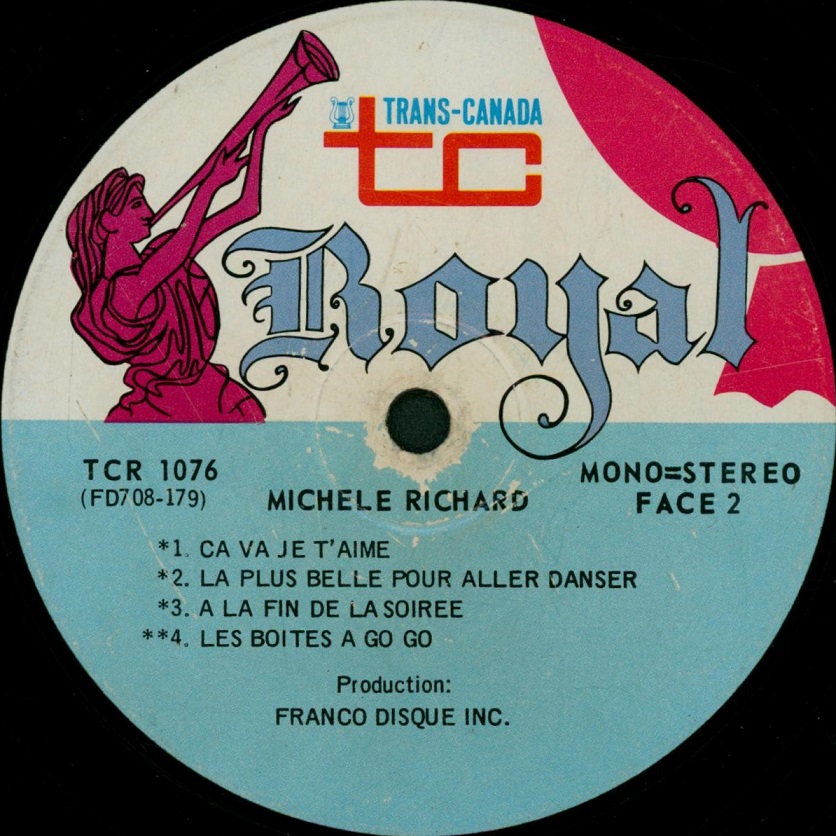 TRANS-CANADA
tc
Royal
TCR 1076
(FD708-179)
MICHELE RICHARD
MONO=STEREO
FACE 2
*1. CA VA JE T'AIME
*2. LA PLUS BELLE POUR ALLER DANSER
*3. A LA FIN DE LA SOIREE
**4. LES BOITES A GO GO
Production:
FRANCO DISQUE INC.